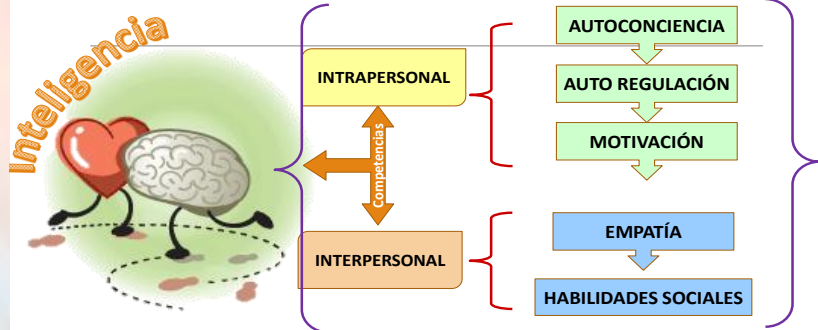 Inteligencia
INTRAPERSONAL
Competencias
INTERPERSONAL
AUTOCONCIENCIA
AUTO REGULACIÓN
MOTIVACIÓN
EMPATÍA
HABILIDADES SOCIALES